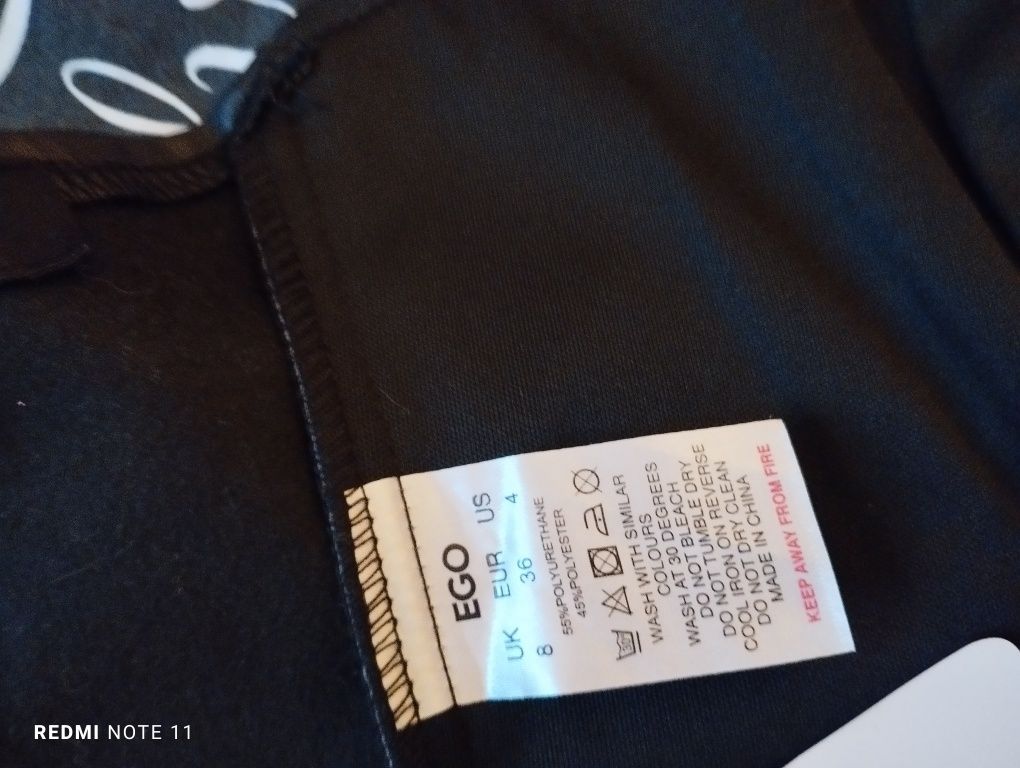 EGO
UK EUR US
8 36 4
55%POLYURETHANE
45%POLYESTER
30°
WASH WITH SIMILAR
COLOURS
WASH AT 30 DEGREES
DO NOT BLEACH
DO NOT TUMBLE DRY
IRON ON REVERSE
COOL IRON
DO NOT DRY CLEAN
MADE IN CHINA
KEEP AWAY FROM FIRE
REDMI NOTE 11